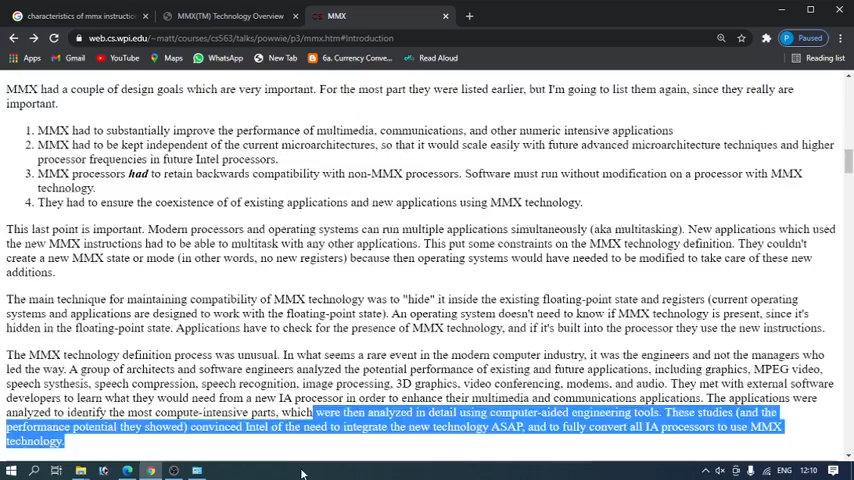 characteristics of mmx instructio
MMX(TM) Technology Overview
MMX
web.cs.wpi.edu/~matt/courses/cs563/talks/powwie/p3/mmx.htm#Introduction
P Paused
Apps Gmail YouTube Maps WhatsApp New Tab 6a. Currency Conve... Read Aloud Reading list
MMX had a couple of design goals which are very important. For the most part they were listed earlier, but I'm going to list them again, since they really are
important.
1. MMX had to substantially improve the performance of multimedia, communications, and other numeric intensive applications
2. MMX had to be kept independent of the current microarchitectures, so that it would scale easily with future advanced microarchitecture techniques and higher
processor frequencies in future Intel processors.
3. MMX processors had to retain backwards compatibility with non-MMX processors. Software must run without modification on a processor with MMX
technology.
4. They had to ensure the coexistence of of existing applications and new applications using MMX technology.
This last point is important. Modern processors and operating systems can run multiple applications simultaneously (aka multitasking). New applications which used
the new MMX instructions had to be able to multitask with any other applications. This put some constraints on the MMX technology definition. They couldn't
create a new MMX state or mode (in other words, no new registers) because then operating systems would have needed to be modified to take care of these new
additions.
The main technique for maintaining compatibility of MMX technology was to "hide" it inside the existing floating-point state and registers (current operating
systems and applications are designed to work with the floating-point state). An operating system doesn't need to know if MMX technology is present, since it's
hidden in the floating-point state. Applications have to check for the presence of MMX technology, and if it's built into the processor they use the new instructions.
The MMX technology definition process was unusual. In what seems a rare event in the modern computer industry, it was the engineers and not the managers who
led the way. A group of architects and software engineers analyzed the potential performance of existing and future applications, including graphics, MPEG video,
speech systhesis, speech compression, speech recognition, image processing, 3D graphics, video conferencing, modems, and audio. They met with external software
developers to learn what they would need from a new IA processor in order to enhance their multimedia and communications applications. The applications were
analyzed to identify the most compute-intensive parts, which were then analyzed in detail using computer-aided engineering tools. These studies (and the
performance potential they showed) convinced Intel of the need to integrate the new technology ASAP, and to fully convert all IA processors to use MMX
technology.
ENG 12:10